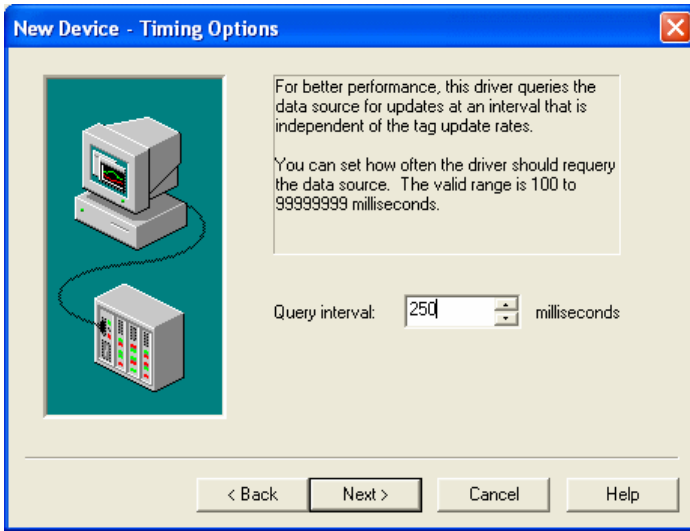 New Device - Timing Options
For better performance, this driver queries the
data source for updates at an interval that is
independent of the tag update rates.
You can set how often the driver should requery
the data source.  The valid range is 100 to
99999999 milliseconds.
Query interval: 250 milliseconds
< Back Next > Cancel Help